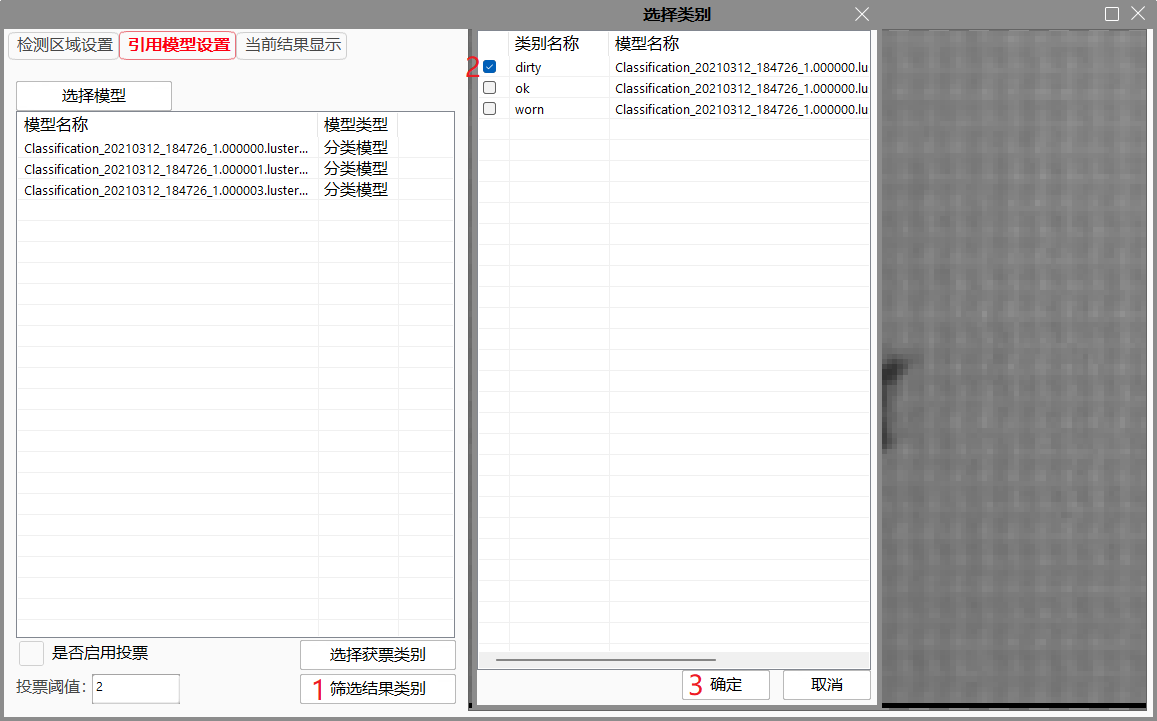 选择类别
检测区域设置 引用模型设置 当前结果显示
选择模型
模型名称 模型类型
Classification_20210312_184726_1.000000.luster... 分类模型
Classification_20210312_184726_1.000001.luster... 分类模型
Classification_20210312_184726_1.000003.luster... 分类模型
是否启用投票 选择获票类别
投票阈值: 2 1 筛选结果类别
类别名称 模型名称
2 dirty Classification_20210312_184726_1.000000.lu
ok Classification_20210312_184726_1.000000.lu
worn Classification_20210312_184726_1.000000.lu
3 确定 取消